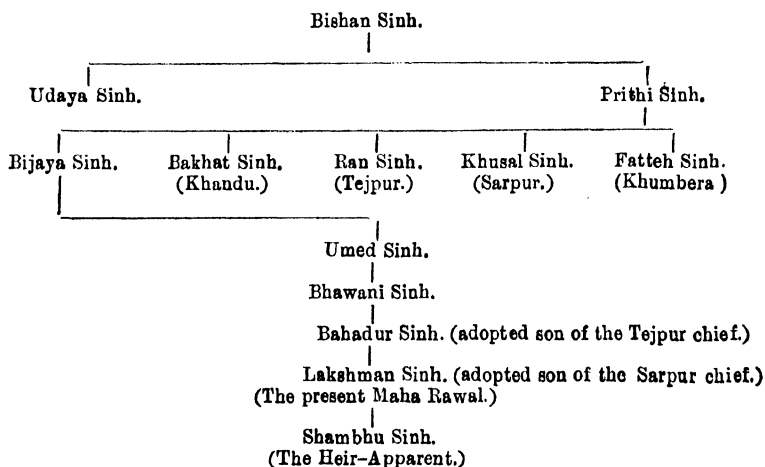 Bishan Sinh.
Udaya Sinh. Prithi Sinh.
Bijaya Sinh. Bakhat Sinh. Ran Sinh. Khusal Sinh. Fatteh Sinh.
(Khandu.) (Tejpur.) (Sarpur.) (Khumbera )
Umed Sinh.
Bhawani Sinh.
Bahadur Sinh. (adopted son of the Tejpur chief.)
Lakshman Sinh. (adopted son of the Sarpur chief.)
(The present Maha Rawal.)
Shambhu Sinh.
(The Heir-Apparent.)